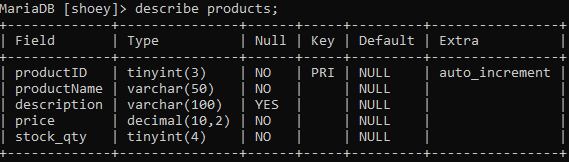 MariaDB [shoey]> describe products;
+-------------+---------------+------+-----+---------+----------------+
| Field       | Type          | Null | Key | Default | Extra          |
+-------------+---------------+------+-----+---------+----------------+
| productID   | tinyint(3)    | NO   | PRI | NULL    | auto_increment |
| productName | varchar(50)   | NO   |     | NULL    |                |
| description | varchar(100)  | YES  |     | NULL    |                |
| price       | decimal(10,2) | NO   |     | NULL    |                |
| stock_qty   | tinyint(4)    | NO   |     | NULL    |                |
+-------------+---------------+------+-----+---------+----------------+